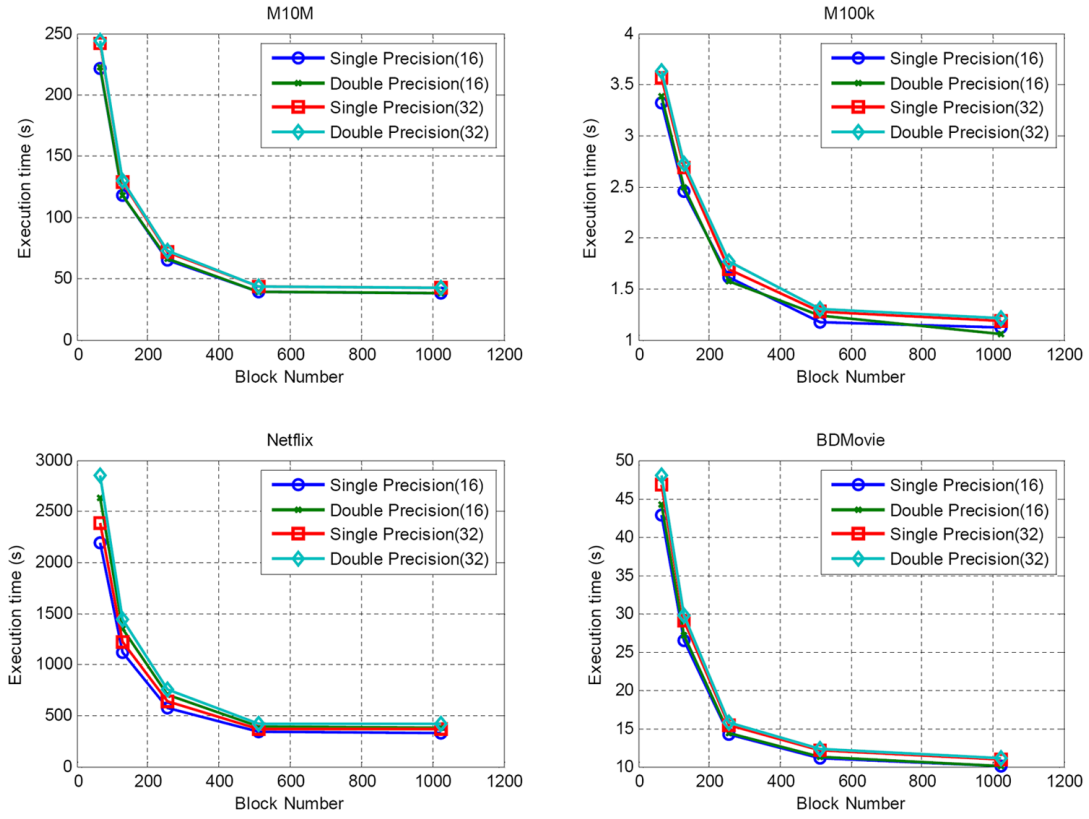 M10M
250
200
150
100
50
0
Execution time (s)
0 200 400 600 800 1000 1200
Block Number
Single Precision(16)
Double Precision(16)
Single Precision(32)
Double Precision(32)
M100k
4
3.5
3
2.5
2
1.5
1
Execution time (s)
0 200 400 600 800 1000 1200
Block Number
Single Precision(16)
Double Precision(16)
Single Precision(32)
Double Precision(32)
Netflix
3000
2500
2000
1500
1000
500
0
Execution time (s)
0 200 400 600 800 1000 1200
Block Number
Single Precision(16)
Double Precision(16)
Single Precision(32)
Double Precision(32)
BDMovie
50
45
40
35
30
25
20
15
10
Execution time (s)
0 200 400 600 800 1000 1200
Block Number
Single Precision(16)
Double Precision(16)
Single Precision(32)
Double Precision(32)